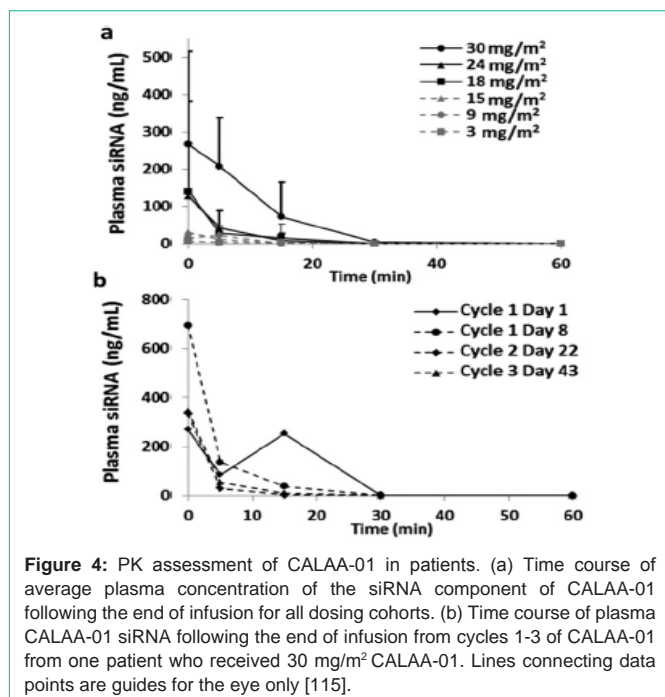 a
500
400
300
200
100
0
Plasma siRNA (ng/mL)
30 mg/m²
24 mg/m²
18 mg/m²
15 mg/m²
9 mg/m²
3 mg/m²
0 20 40 60
Time (min)
b
800
600
400
200
0
Plasma siRNA (ng/mL)
Cycle 1 Day 1
Cycle 1 Day 8
Cycle 2 Day 22
Cycle 3 Day 43
0 5 10 15 30 60
Time (min)
Figure 4: PK assessment of CALAA-01 in patients. (a) Time course of
average plasma concentration of the siRNA component of CALAA-01
following the end of infusion for all dosing cohorts. (b) Time course of plasma
CALAA-01 siRNA following the end of infusion from cycles 1-3 of CALAA-01
from one patient who received 30 mg/m² CALAA-01. Lines connecting data
points are guides for the eye only [115].